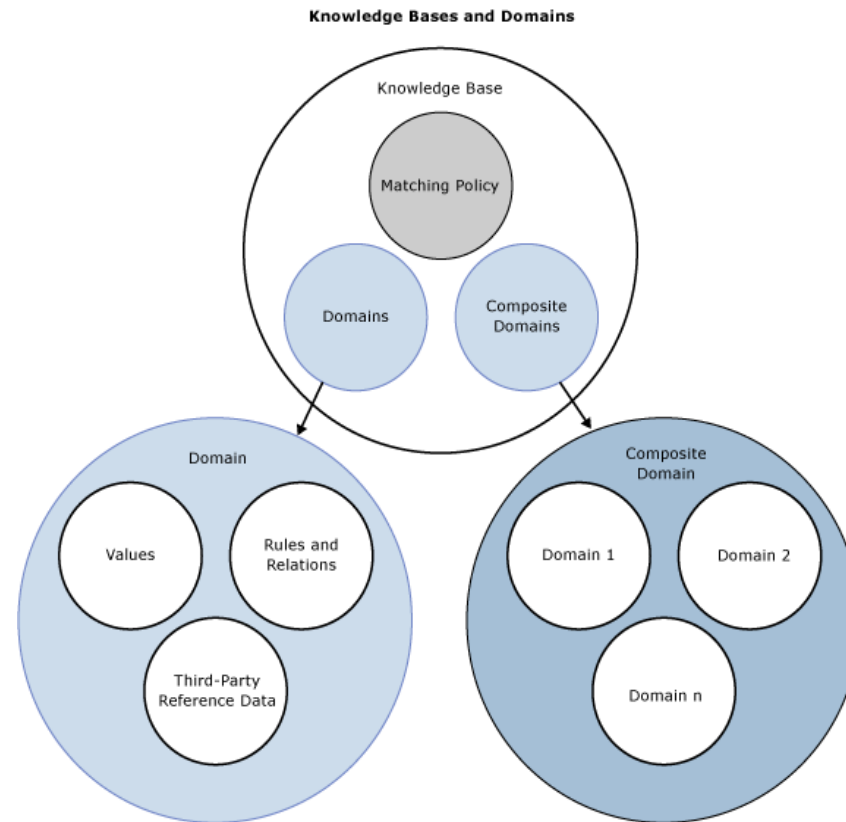 Knowledge Bases and Domains
Knowledge Base
Matching Policy
Domains
Composite
Domains
Domain
Values
Rules and
Relations
Third-Party
Reference Data
Composite
Domain
Domain 1
Domain 2
Domain n